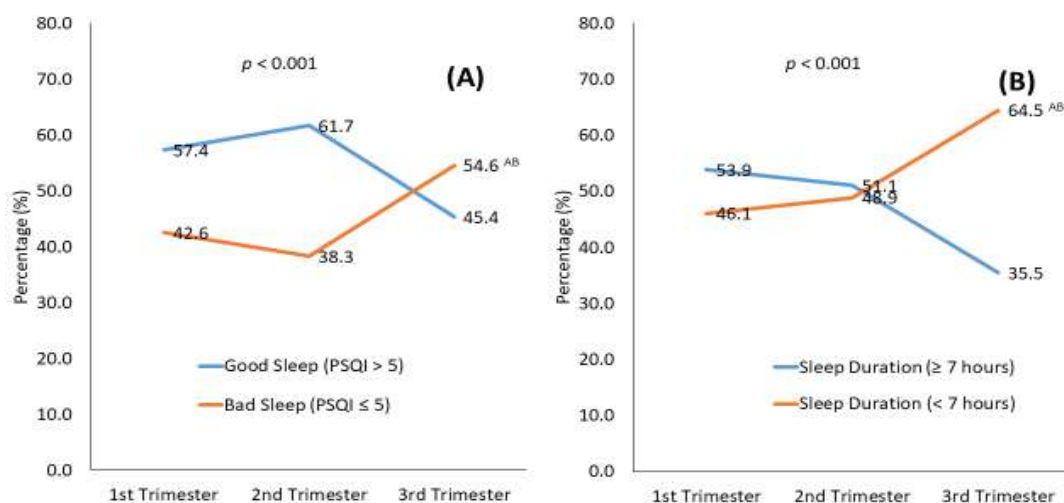 80.0
70.0
60.0
50.0
40.0
30.0
20.0
10.0
0.0
Percentage (%)
p < 0.001
(A)
57.4
61.7
45.4
42.6
38.3
54.6 AB
Good Sleep (PSQI > 5)
Bad Sleep (PSQI ≤ 5)
1st Trimester 2nd Trimester 3rd Trimester
80.0
70.0
60.0
50.0
40.0
30.0
20.0
10.0
0.0
Percentage (%)
p < 0.001
(B)
53.9
51.1
35.5
46.1
48.9
64.5 AB
Sleep Duration (≥ 7 hours)
Sleep Duration (< 7 hours)
1st Trimester 2nd Trimester 3rd Trimester